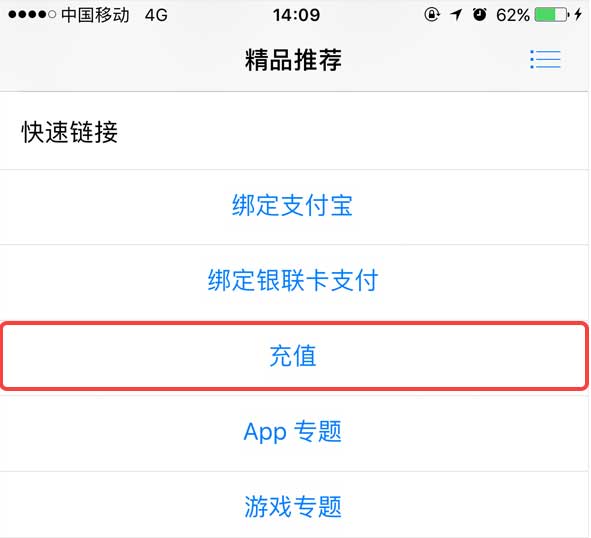 中国移动 4G 14:09 62%
精品推荐
快速链接
绑定支付宝
绑定银联卡支付
充值
App 专题
游戏专题